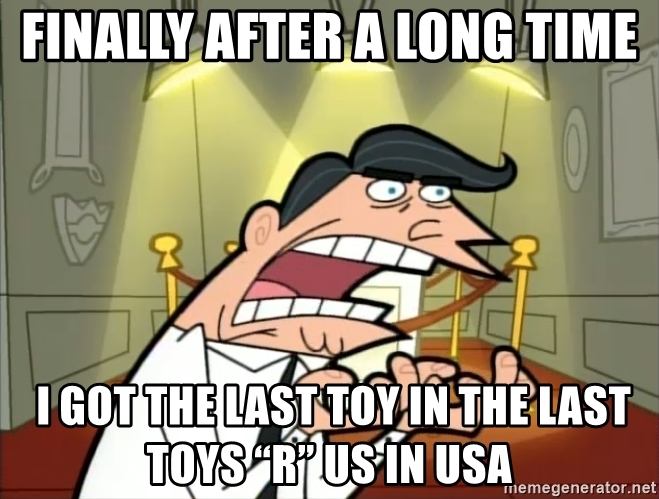 FINALLY AFTER A LONG TIME
I GOT THE LAST TOY IN THE LAST
TOYS “R” US IN USA
memegenerator.net